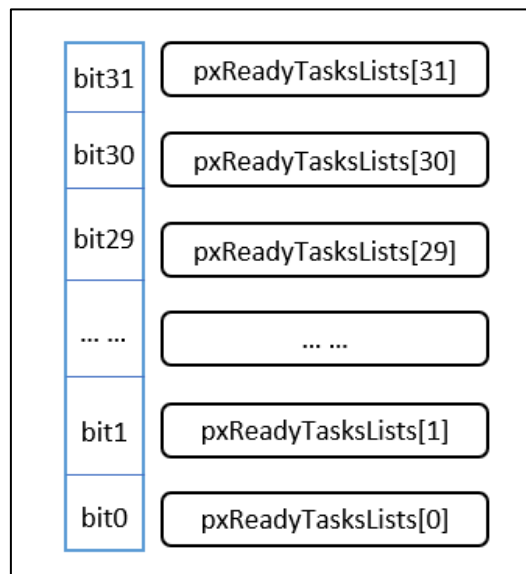 bit31 pxReadyTasksLists[31]
bit30 pxReadyTasksLists[30]
bit29 pxReadyTasksLists[29]
... ... ... ...
bit1 pxReadyTasksLists[1]
bit0 pxReadyTasksLists[0]